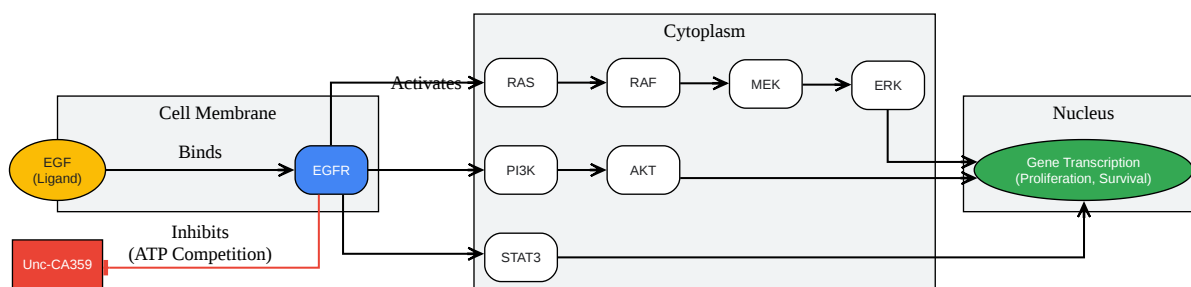 Cytoplasm
Activates
RAS
RAF
MEK
ERK
Cell Membrane
Nucleus
Binds
EGF
(Ligand)
EGFR
PI3K
AKT
Gene Transcription
(Proliferation, Survival)
Inhibits
(ATP Competition)
Unc-CA359
STAT3